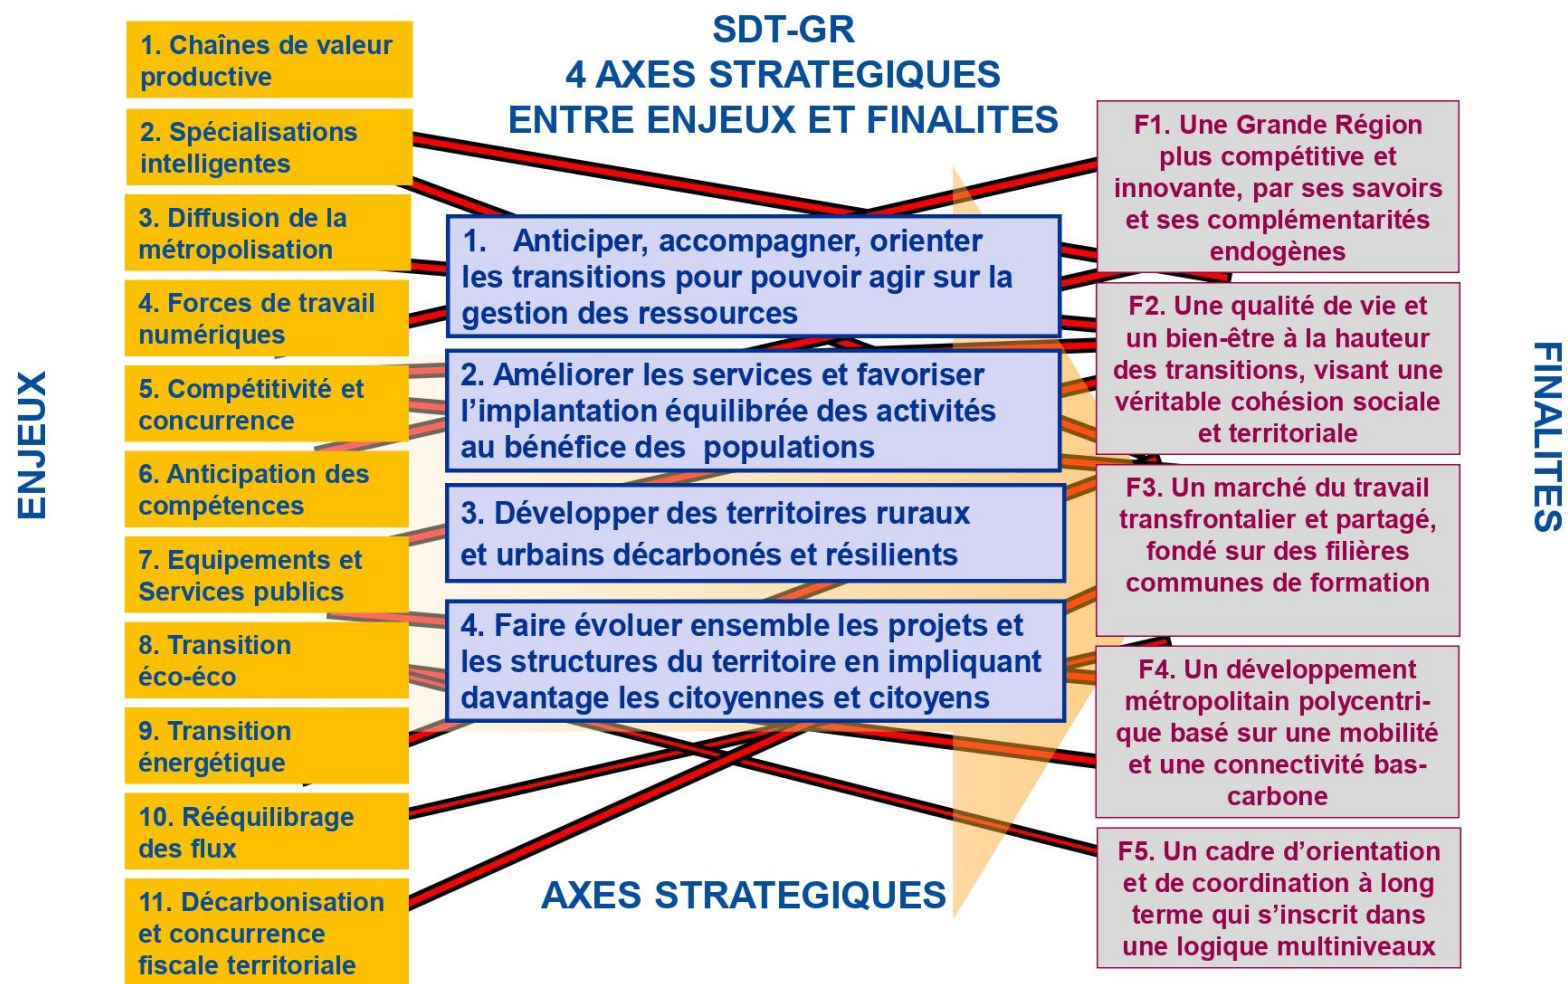 SDT-GR
4 AXES STRATEGIQUES
ENTRE ENJEUX ET FINALITES
ENJEUX
1. Chaînes de valeur
productive
2. Spécialisations
intelligentes
3. Diffusion de la
métropolisation
4. Forces de travail
numériques
5. Compétitivité et
concurrence
6. Anticipation des
compétences
7. Equipements et
Services publics
8. Transition
éco-éco
9. Transition
énergétique
10. Rééquilibrage
des flux
11. Décarbonisation
et concurrence
fiscale territoriale
1. Anticiper, accompagner, orienter
les transitions pour pouvoir agir sur la
gestion des ressources
2. Améliorer les services et favoriser
l’implantation équilibrée des activités
au bénéfice des populations
3. Développer des territoires ruraux
et urbains décarbonés et résilients
4. Faire évoluer ensemble les projets et
les structures du territoire en impliquant
davantage les citoyennes et citoyens
AXES STRATEGIQUES
F1. Une Grande Région
plus compétitive et
innovante, par ses savoirs
et ses complémentarités
endogènes
F2. Une qualité de vie et
un bien-être à la hauteur
des transitions, visant une
véritable cohésion sociale
et territoriale
F3. Un marché du travail
transfrontalier et partagé,
fondé sur des filières
communes de formation
F4. Un développement
métropolitain polycentri-
que basé sur une mobilité
et une connectivité bas-
carbone
F5. Un cadre d’orientation
et de coordination à long
terme qui s’inscrit dans
une logique multiniveaux
FINALITES